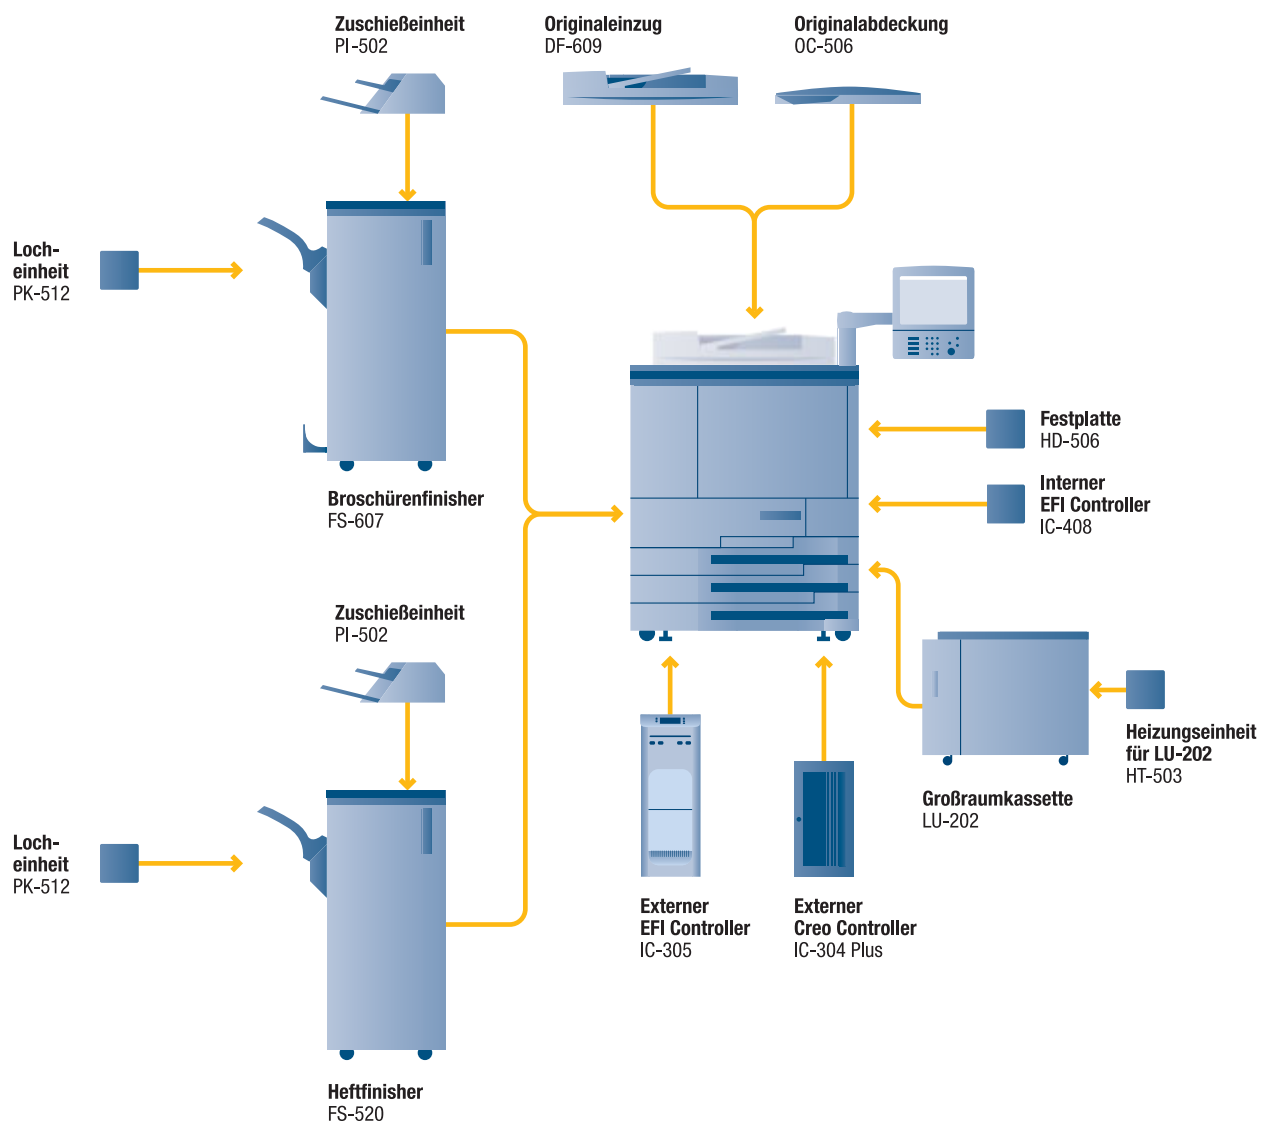 Zuschießeinheit
PI-502
Originaleinzug
DF-609
Originalabdeckung
OC-506
Loch-
einheit
PK-512
Broschürenfinisher
FS-607
Festplatte
HD-506
Interner
EFI Controller
IC-408
Zuschießeinheit
PI-502
Heizungseinheit
für LU-202
HT-503
Großraumkassette
LU-202
Loch-
einheit
PK-512
Externer
EFI Controller
IC-305
Externer
Creo Controller
IC-304 Plus
Heftfinisher
FS-520